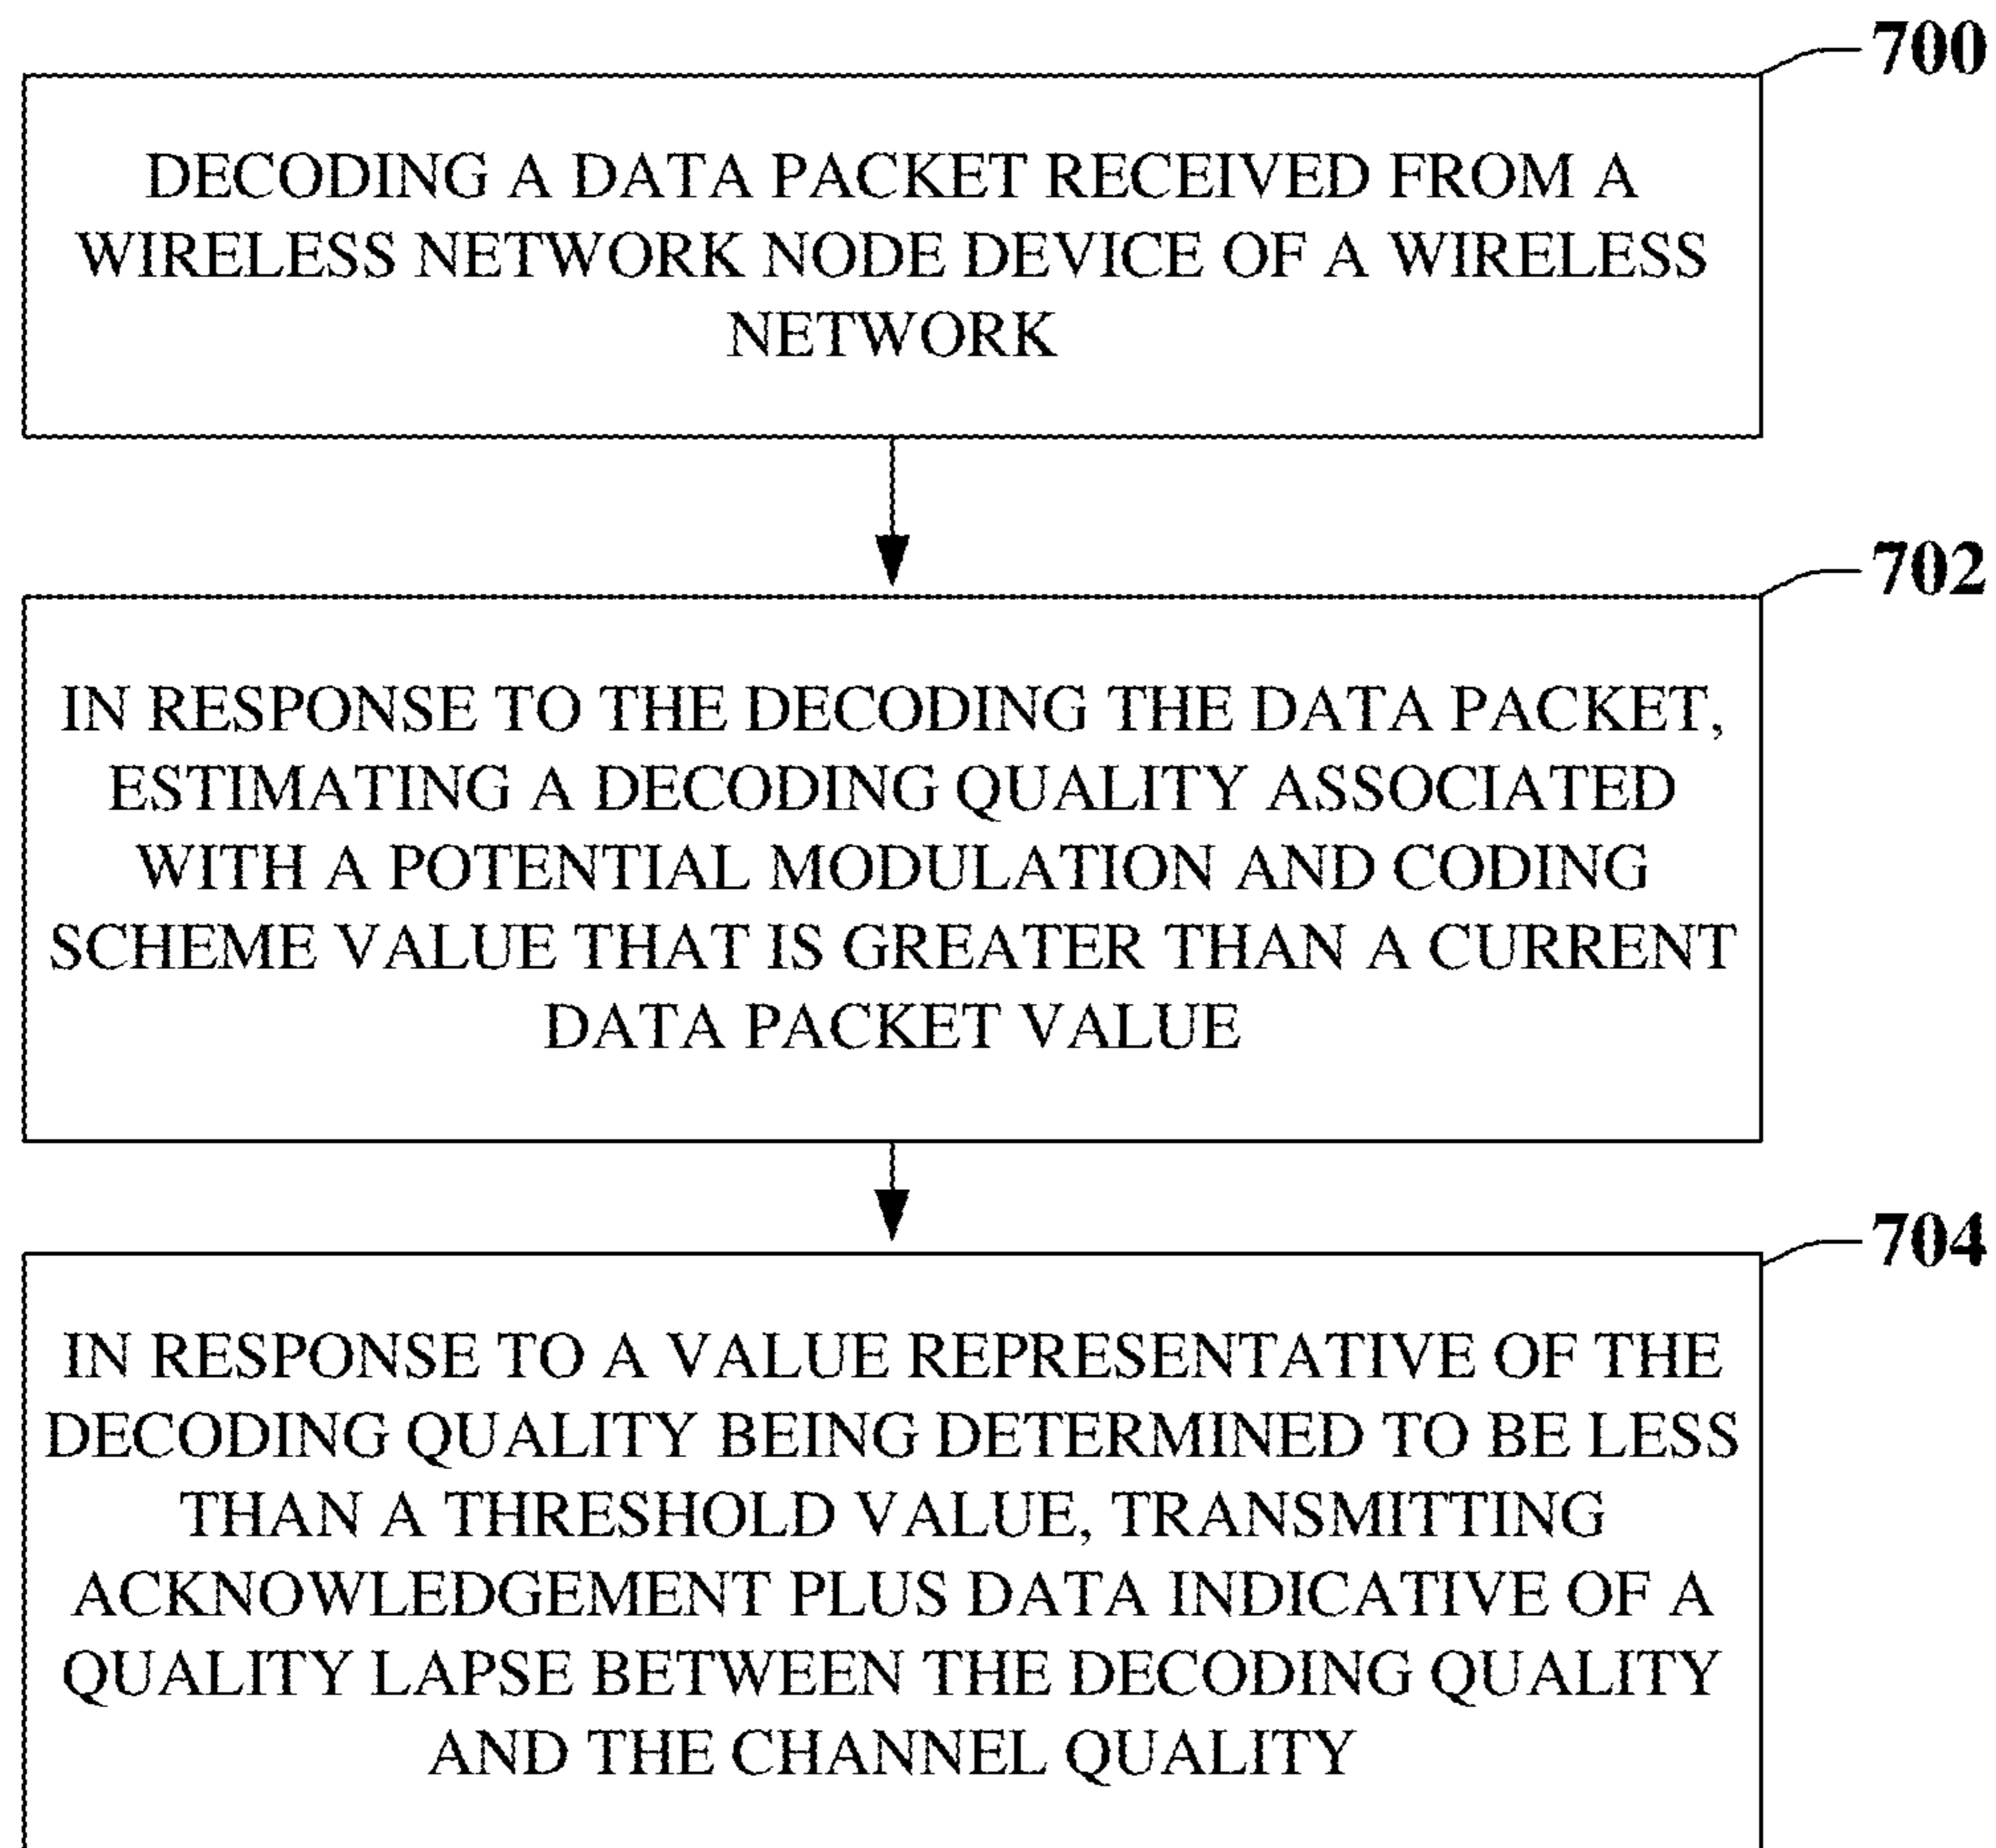 700
DECODING A DATA PACKET RECEIVED FROM A
WIRELESS NETWORK NODE DEVICE OF A WIRELESS
NETWORK
702
IN RESPONSE TO THE DECODING THE DATA PACKET,
ESTIMATING A DECODING QUALITY ASSOCIATED
WITH A POTENTIAL MODULATION AND CODING
SCHEME VALUE THAT IS GREATER THAN A CURRENT
DATA PACKET VALUE
704
IN RESPONSE TO A VALUE REPRESENTATIVE OF THE
DECODING QUALITY BEING DETERMINED TO BE LESS
THAN A THRESHOLD VALUE, TRANSMITTING
ACKNOWLEDGEMENT PLUS DATA INDICATIVE OF A
QUALITY LAPSE BETWEEN THE DECODING QUALITY
AND THE CHANNEL QUALITY